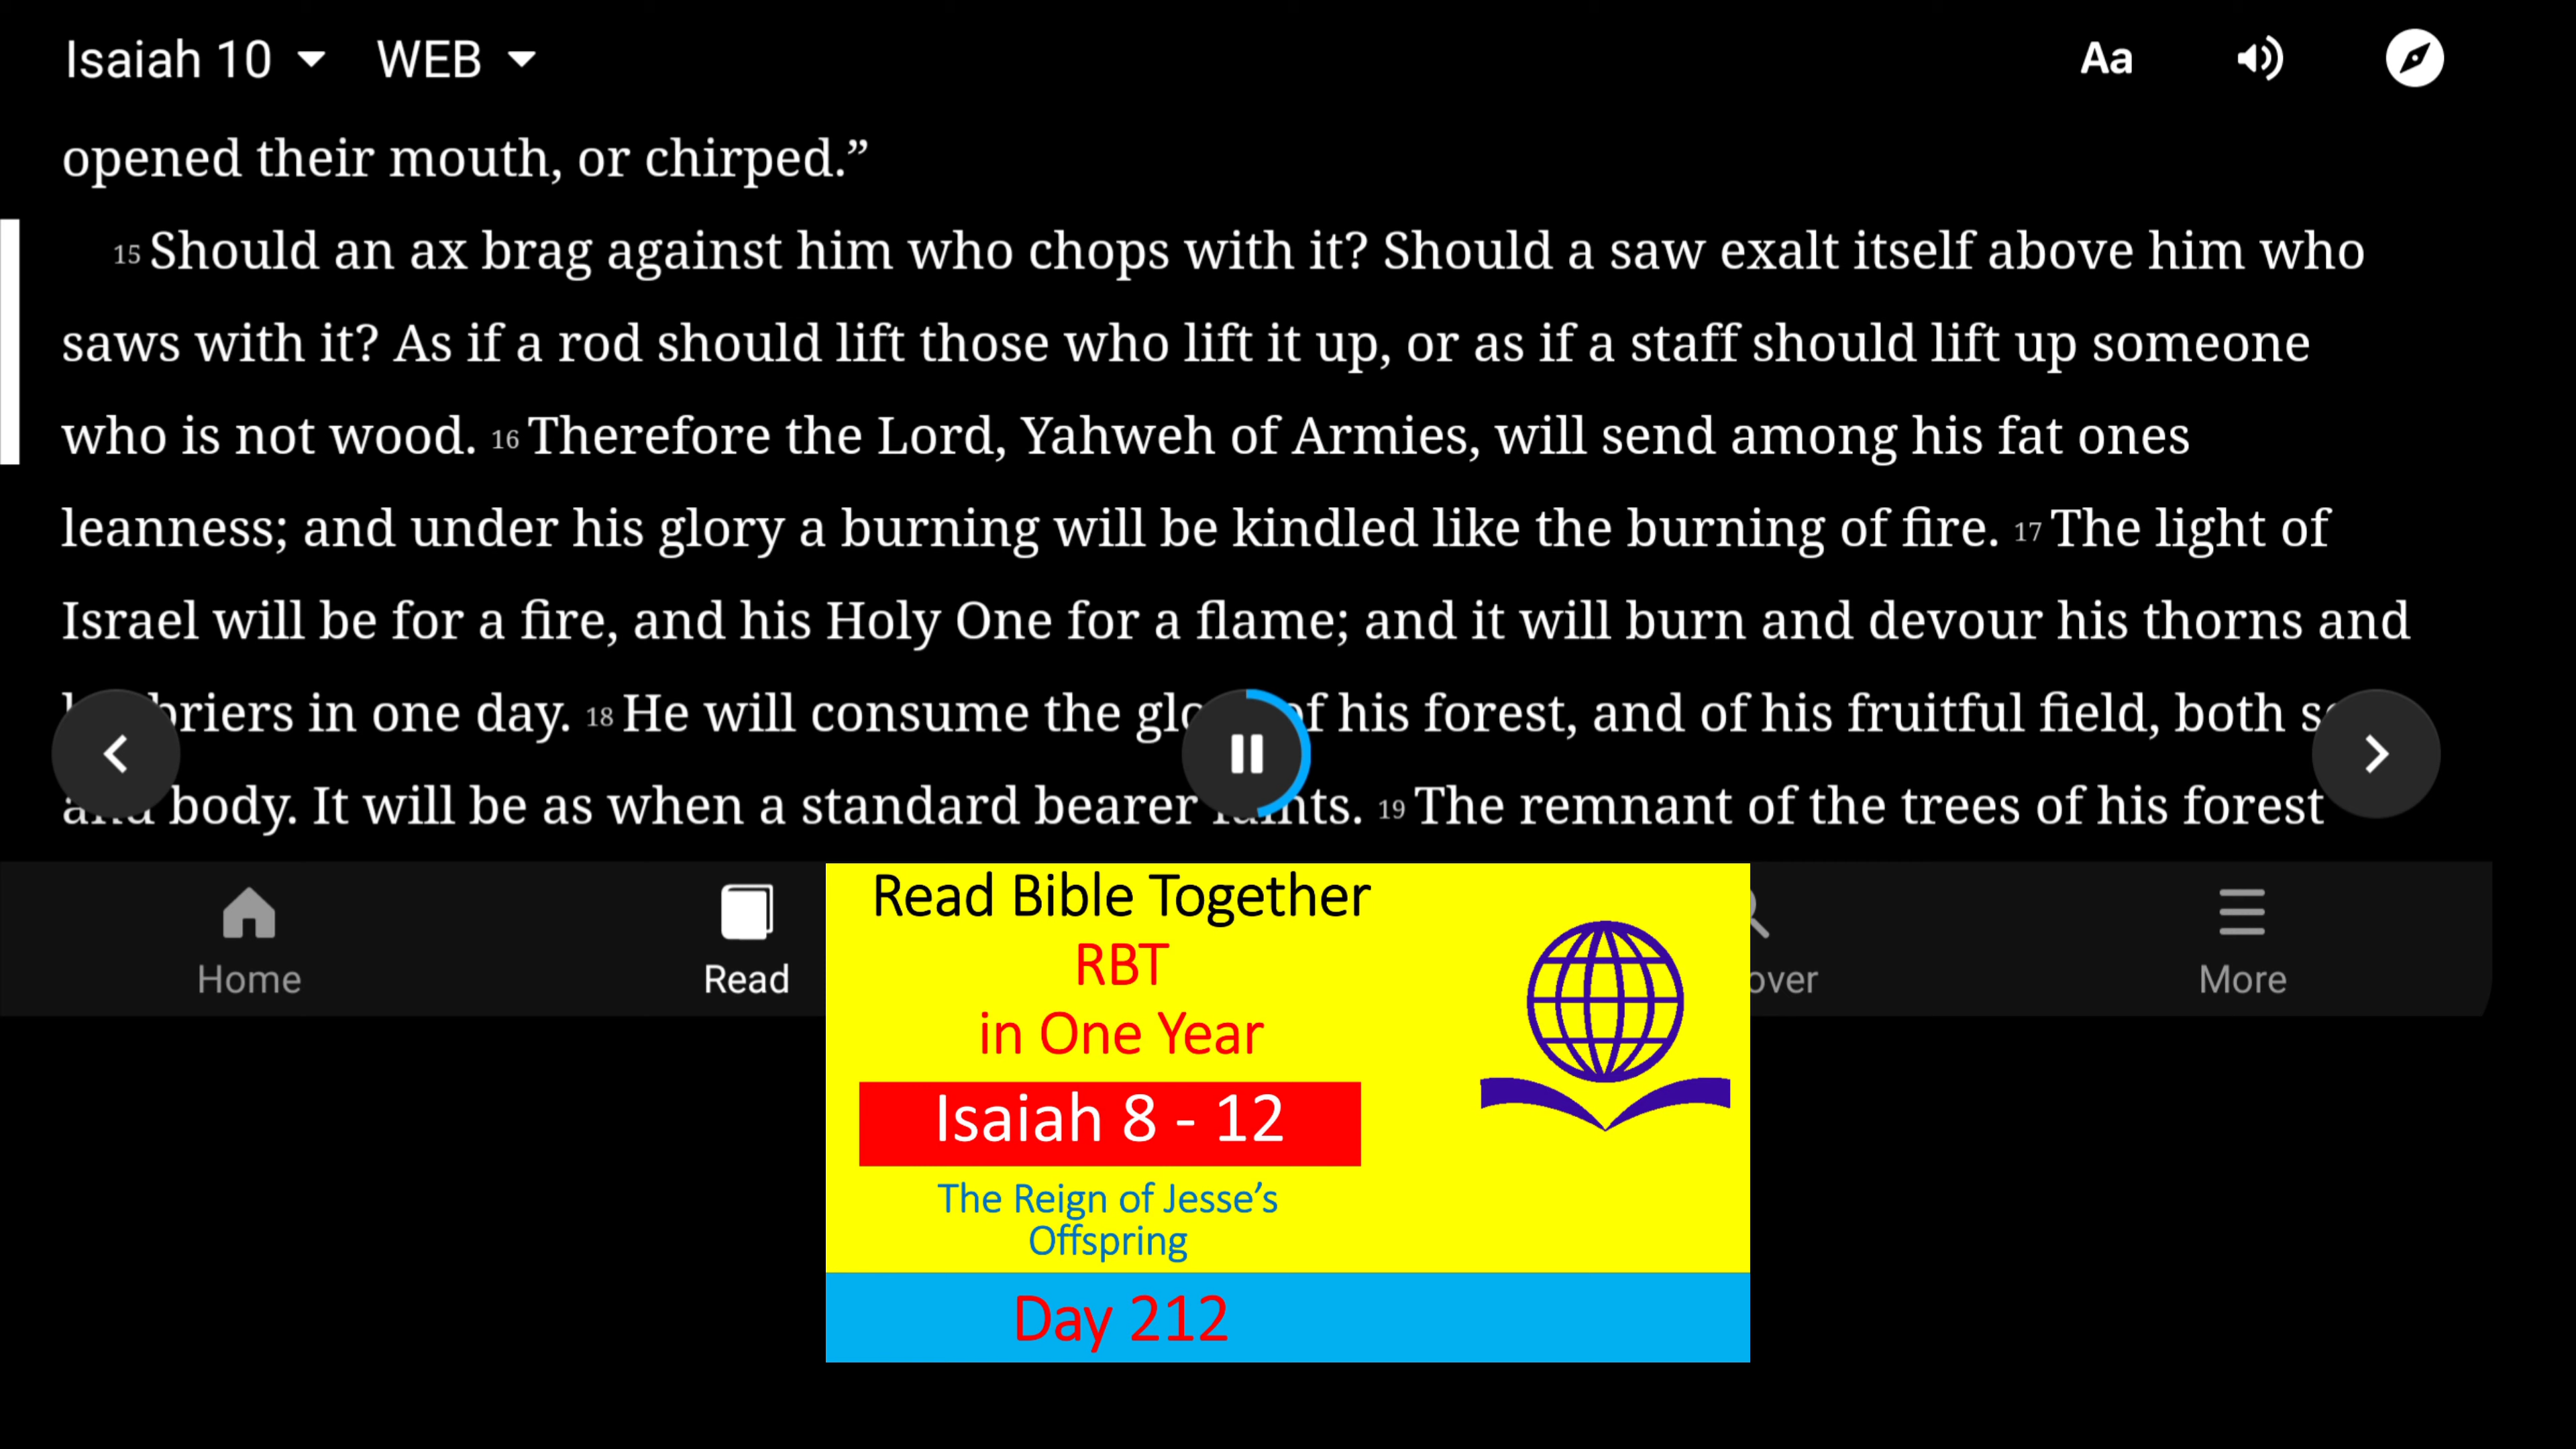 Isaiah 10 WEB Aa
opened their mouth, or chirped.”
15 Should an ax brag against him who chops with it? Should a saw exalt itself above him who
saws with it? As if a rod should lift those who lift it up, or as if a staff should lift up someone
who is not wood. 16 Therefore the Lord, Yahweh of Armies, will send among his fat ones
leanness; and under his glory a burning will be kindled like the burning of fire. 17 The light of
Israel will be for a fire, and his Holy One for a flame; and it will burn and devour his thorns and
briers in one day. 18 He will consume the of his forest, and of his fruitful field, both
body. It will be as when a standard bearer 19 The remnant of the trees of his forest
Home
Read
More
Read Bible Together
RBT
in One Year
Isaiah 8 - 12
The Reign of Jesse’s
Offspring
Day 212